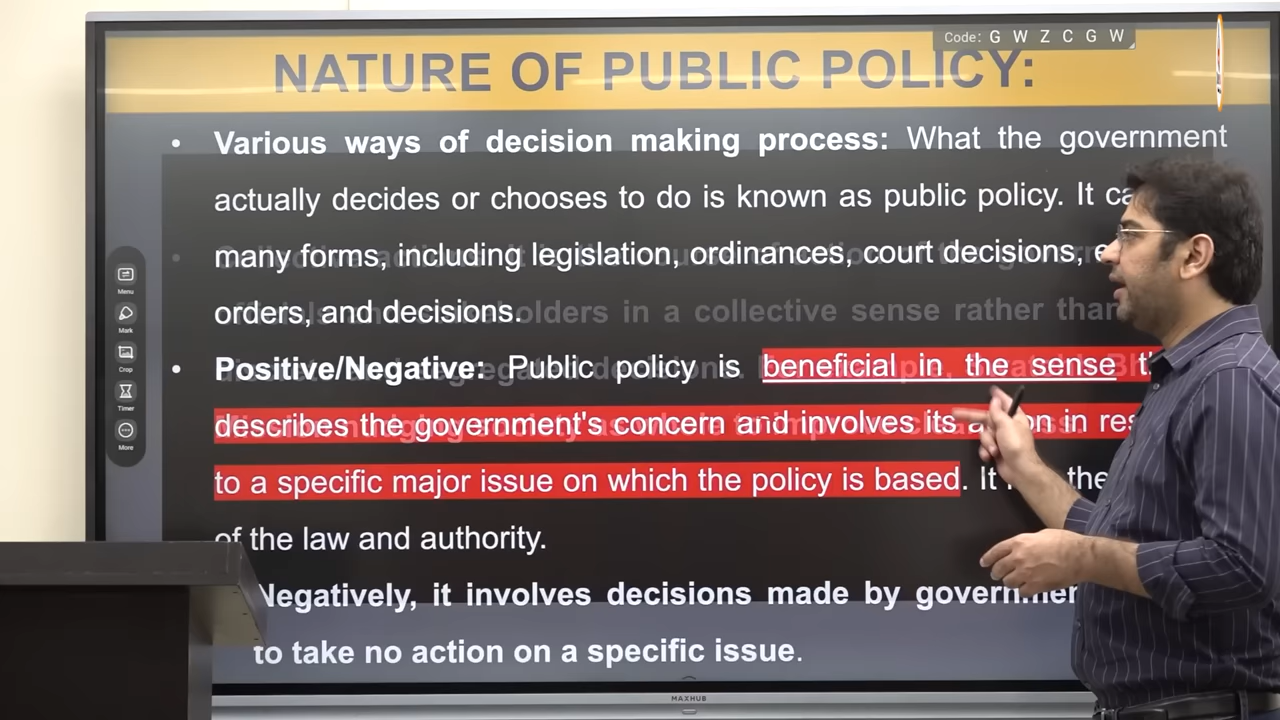 Code: G W Z C G W
NATURE OF PUBLIC POLICY:
• Various ways of decision making process: What the government
actually decides or chooses to do is known as public policy. It
many forms, including legislation, ordinances, court decisions,
orders, and decisions.
• Positive/Negative: Public policy is beneficial in the sense
describes the government's concern and involves its in
to a specific major issue on which the policy is based. It
of the law and authority.
Negatively, it involves decisions made by
to take no action on a specific issue.
Menu
Mark
Crop
Timer
More
MAXHUB